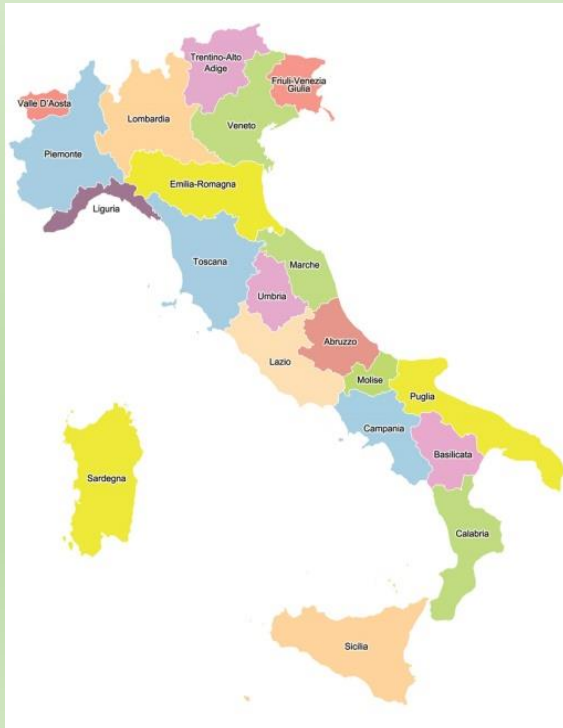 Trentino-Alto
Adige
Friuli-Venezia
Giulia
Valle D'Aosta
Lombardia
Veneto
Piemonte
Emilia-Romagna
Liguria
Toscana
Marche
Umbria
Abruzzo
Lazio
Molise
Puglia
Campania
Basilicata
Sardegna
Calabria
Sicilia